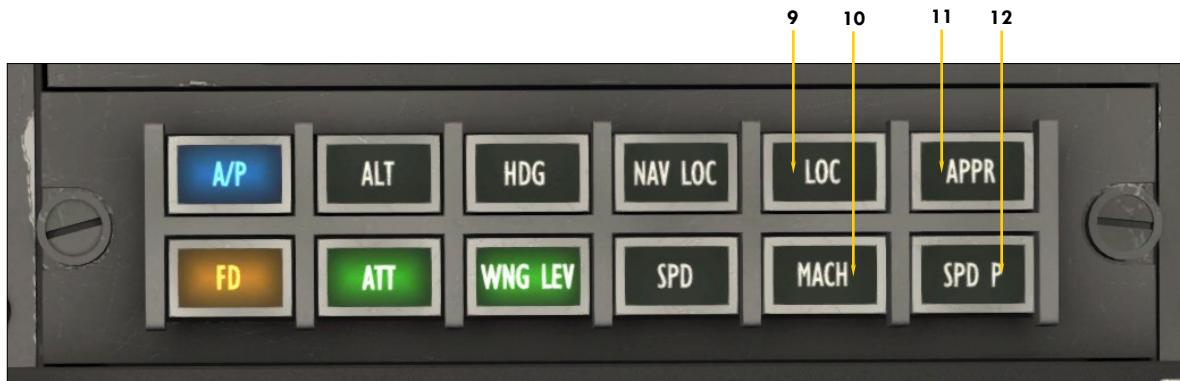 9 10 11 12
A/P ALT HDG NAV LOC LOC APPR
FD ATT WNG LEV SPD MACH SPD P